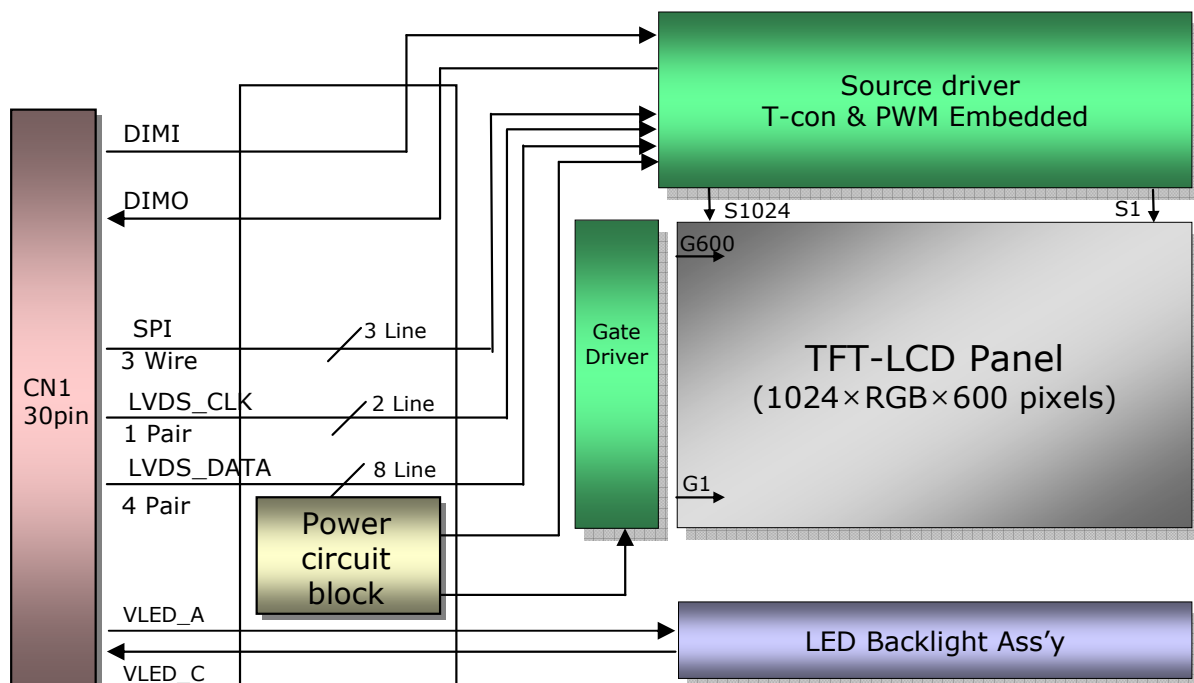 Source driver
T-con & PWM Embedded
DIMI
DIMO
S1024
S1
G600
SPI
3 Line
3 Wire
Gate
Driver
TFT-LCD Panel
(1024×RGB×600 pixels)
CN1
30pin
LVDS_CLK
2 Line
1 Pair
LVDS_DATA
8 Line
4 Pair
G1
Power
circuit
block
VLED_A
LED Backlight Ass'y
VLED_C